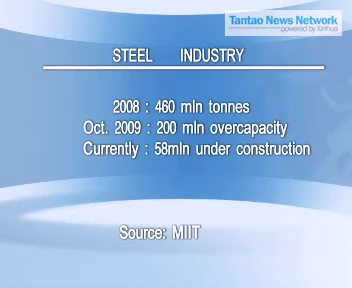 Tantao News Network
powered by Xinhua
STEEL INDUSTRY
2008 : 460 mln tonnes
Oct. 2009 : 200 mln overcapacity
Currently : 58mln under construction
Source: MIIT